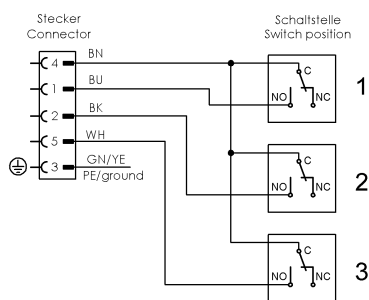 Stecker
Connector
Schaltstelle
Switch position
4 BN
1 BU
2 BK
5 WH
3 GN/YE
PE/ground
C
NO NC
1
C
NO NC
2
C
NO NC
3